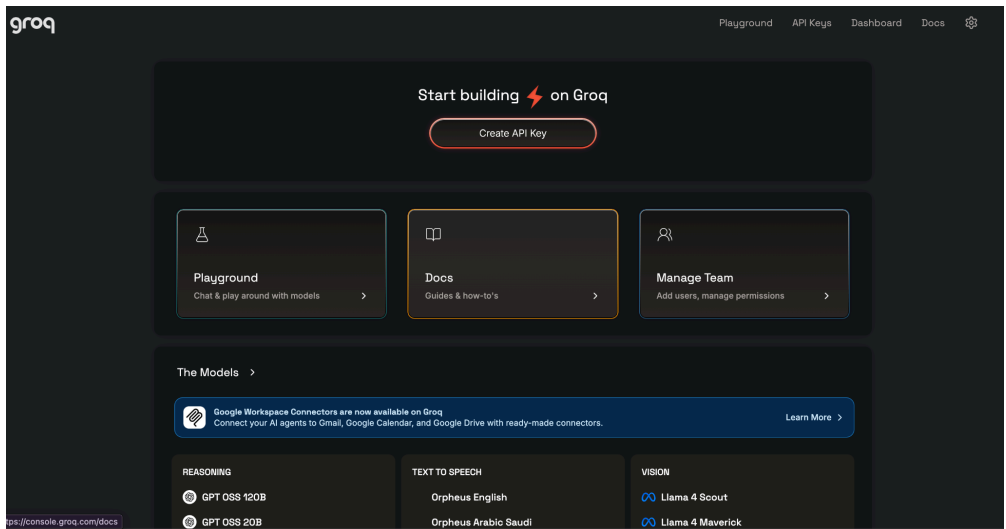 groq
Playground API Keys Dashboard Docs
Start building on Groq
Create API Key
Playground
Chat & play around with models
Docs
Guides & how-to's
Manage Team
Add users, manage permissions
The Models
Google Workspace Connectors are now available on Groq
Connect your AI agents to Gmail, Google Calendar, and Google Drive with ready-made connectors.
Learn More
REASONING
GPT OSS 120B
GPT OSS 20B
TEXT TO SPEECH
Orpheus English
Orpheus Arabic Saudi
VISION
Llama 4 Scout
Llama 4 Maverick
tps://console.groq.com/docs